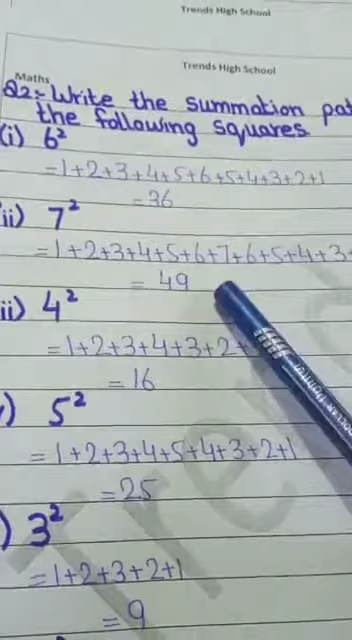 Trends High School
Trends High School
Maths
Q2:- Write the summation pat
the following squares
(i) 6²
=1+2+3+4+5+6+5+4+3+2+1
=36
ii) 7²
=1+2+3+4+5+6+7+6+5+4+3+
= 49
ii) 4²
=1+2+3+4+3+2+
=16
) 5²
=1+2+3+4+5+4+3+2+1
=25
) 3²
=1+2+3+2+1
=9
Tren